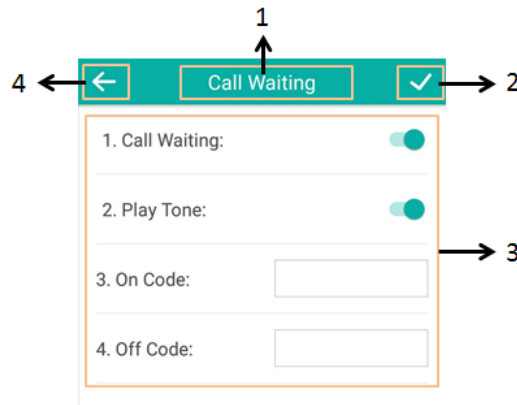 1
4
Call Waiting
2
1. Call Waiting:
2. Play Tone:
3
3. On Code:
4. Off Code: